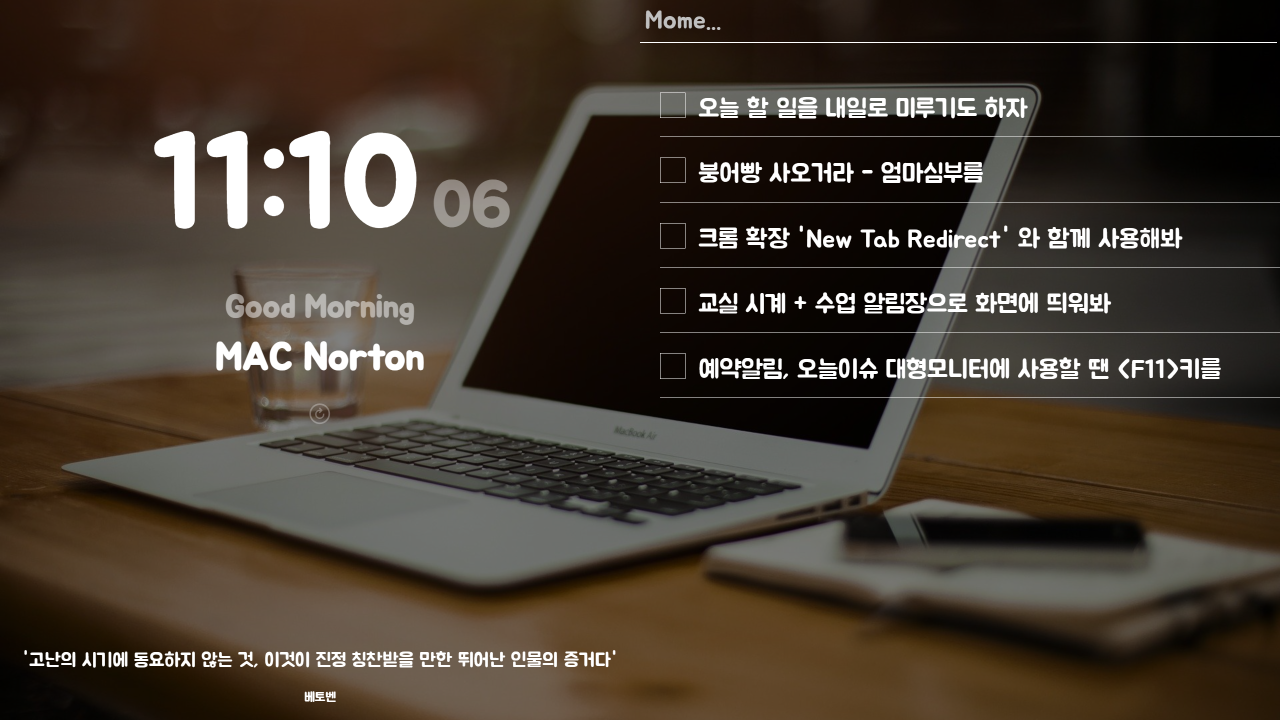 Mome...
오늘 할 일을 내일로 미루기도 하자
붕어빵 사오거라 - 엄마심부름
크롬 확장 'New Tab Redirect' 와 함께 사용해봐
교실 시계 + 수업 알림장으로 화면에 띄워봐
예약알림, 오늘이슈 대형모니터에 사용할 땐 <F11>키를
11:10 06
Good Morning
MAC Norton
MacBook Air
'고난의 시기에 동요하지 않는 것, 이것이 진정 칭찬받을 만한 뛰어난 인물의 증거다'
베토벤